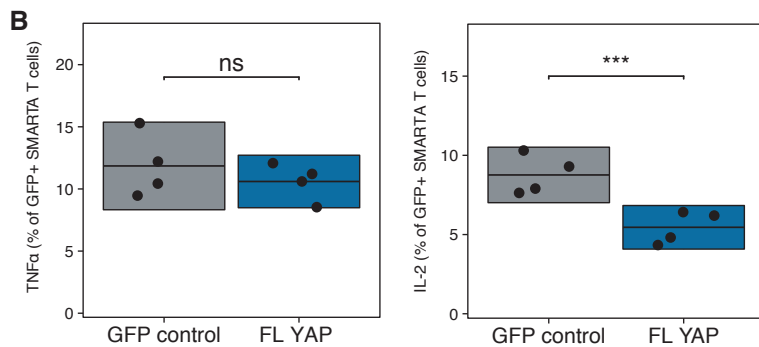 B
TNFα (% of GFP+ SMARTA T cells)
20
15
10
5
0
ns
GFP control
FL YAP
IL-2 (% of GFP+ SMARTA T cells)
15
10
5
0
***
GFP control
FL YAP